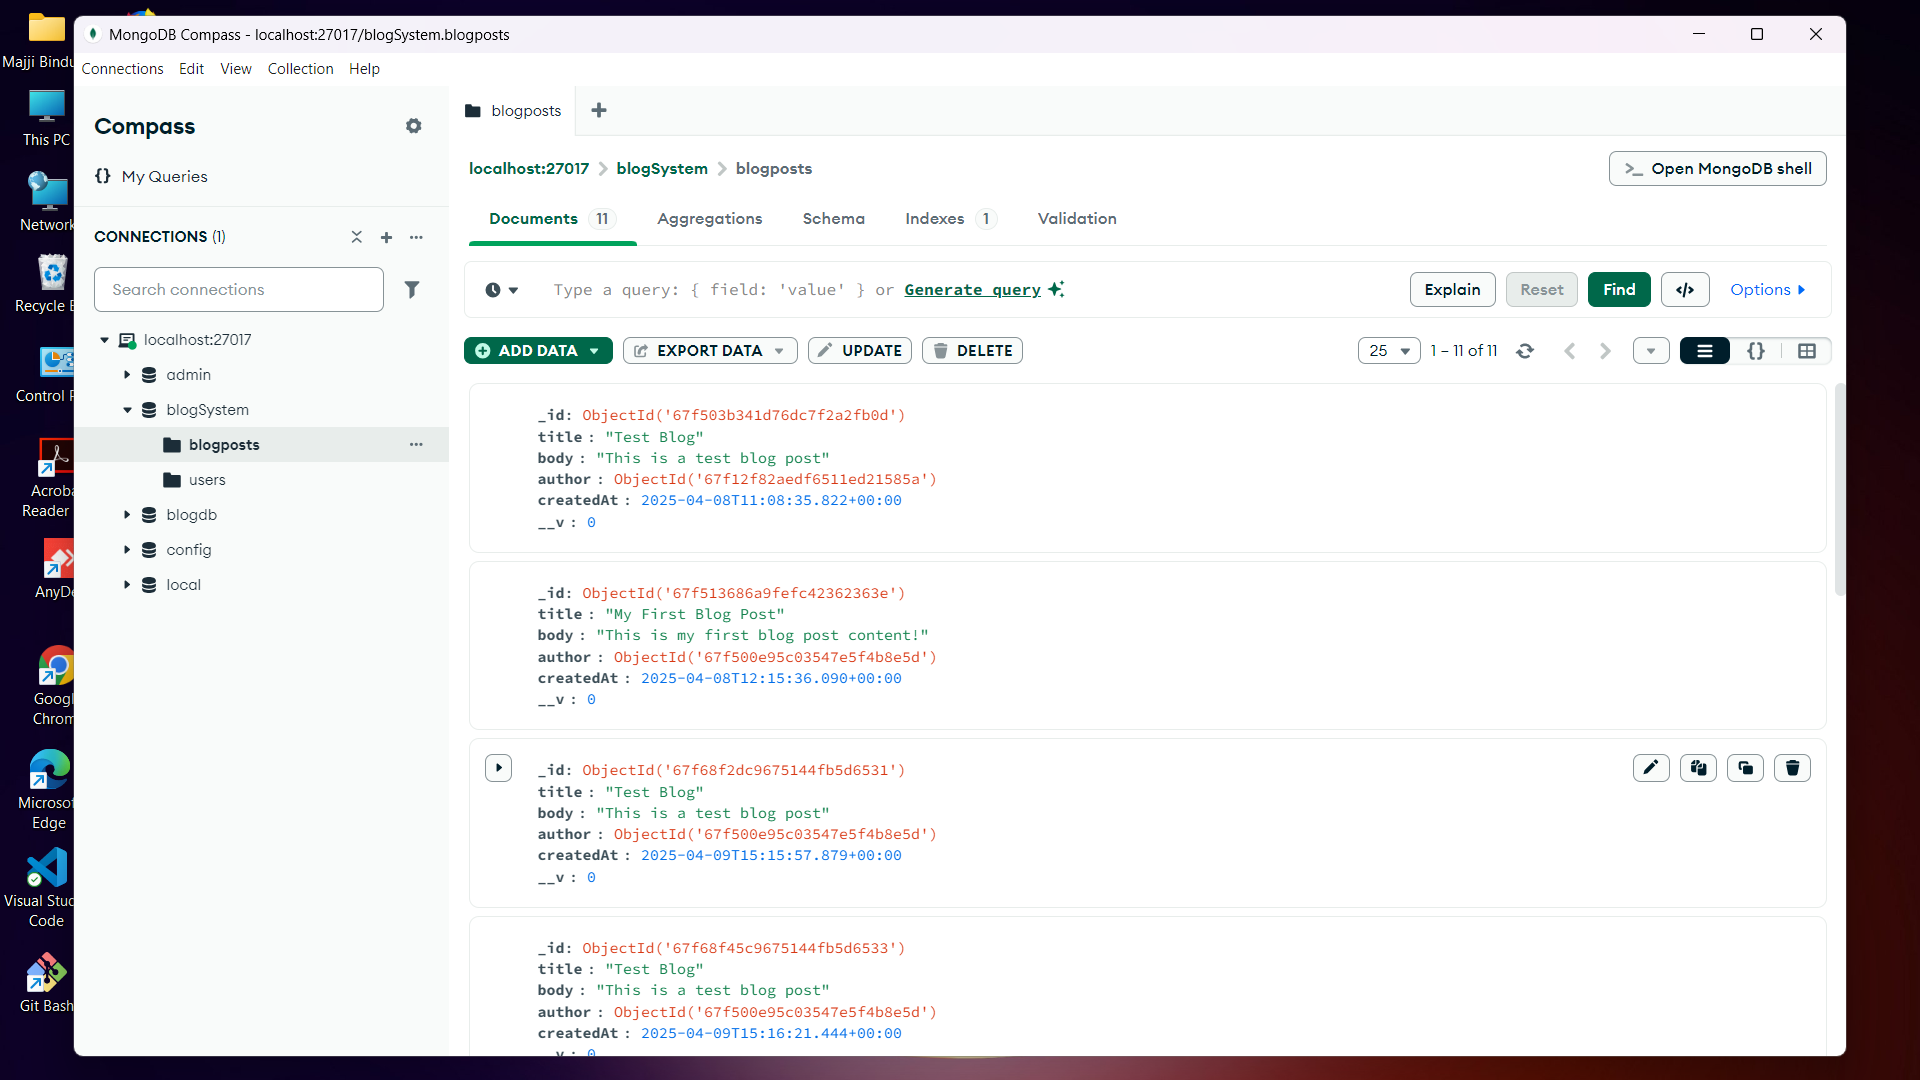 Majji Bindu
This PC
Network
Recycle
Control
Acroba
Reader
AnyDe
Googl
Chrom
Microsof
Edge
Visual Stud
Code
Git Bash
MongoDB Compass - localhost:27017/blogSystem.blogposts
Connections Edit View Collection Help
Compass
{} My Queries
CONNECTIONS (1)
Search connections
localhost:27017
admin
blogSystem
blogposts
users
blogdb
config
local
blogposts
localhost:27017 > blogSystem > blogposts
>_ Open MongoDB shell
Documents 11 Aggregations Schema Indexes 1 Validation
Type a query: { field: 'value' } or Generate query
Explain Reset Find </> Options
ADD DATA EXPORT DATA UPDATE DELETE
25 1 – 11 of 11 {}
_id: ObjectId('67f503b341d76dc7f2a2fb0d')
title : "Test Blog"
body : "This is a test blog post"
author : ObjectId('67f12f82aedf6511ed21585a')
createdAt : 2025-04-08T11:08:35.822+00:00
__v : 0
_id: ObjectId('67f513686a9fefc42362363e')
title : "My First Blog Post"
body : "This is my first blog post content!"
author : ObjectId('67f500e95c03547e5f4b8e5d')
createdAt : 2025-04-08T12:15:36.090+00:00
__v : 0
_id: ObjectId('67f68f2dc9675144fb5d6531')
title : "Test Blog"
body : "This is a test blog post"
author : ObjectId('67f500e95c03547e5f4b8e5d')
createdAt : 2025-04-09T15:15:57.879+00:00
__v : 0
_id: ObjectId('67f68f45c9675144fb5d6533')
title : "Test Blog"
body : "This is a test blog post"
author : ObjectId('67f500e95c03547e5f4b8e5d')
createdAt : 2025-04-09T15:16:21.444+00:00
__v : 0